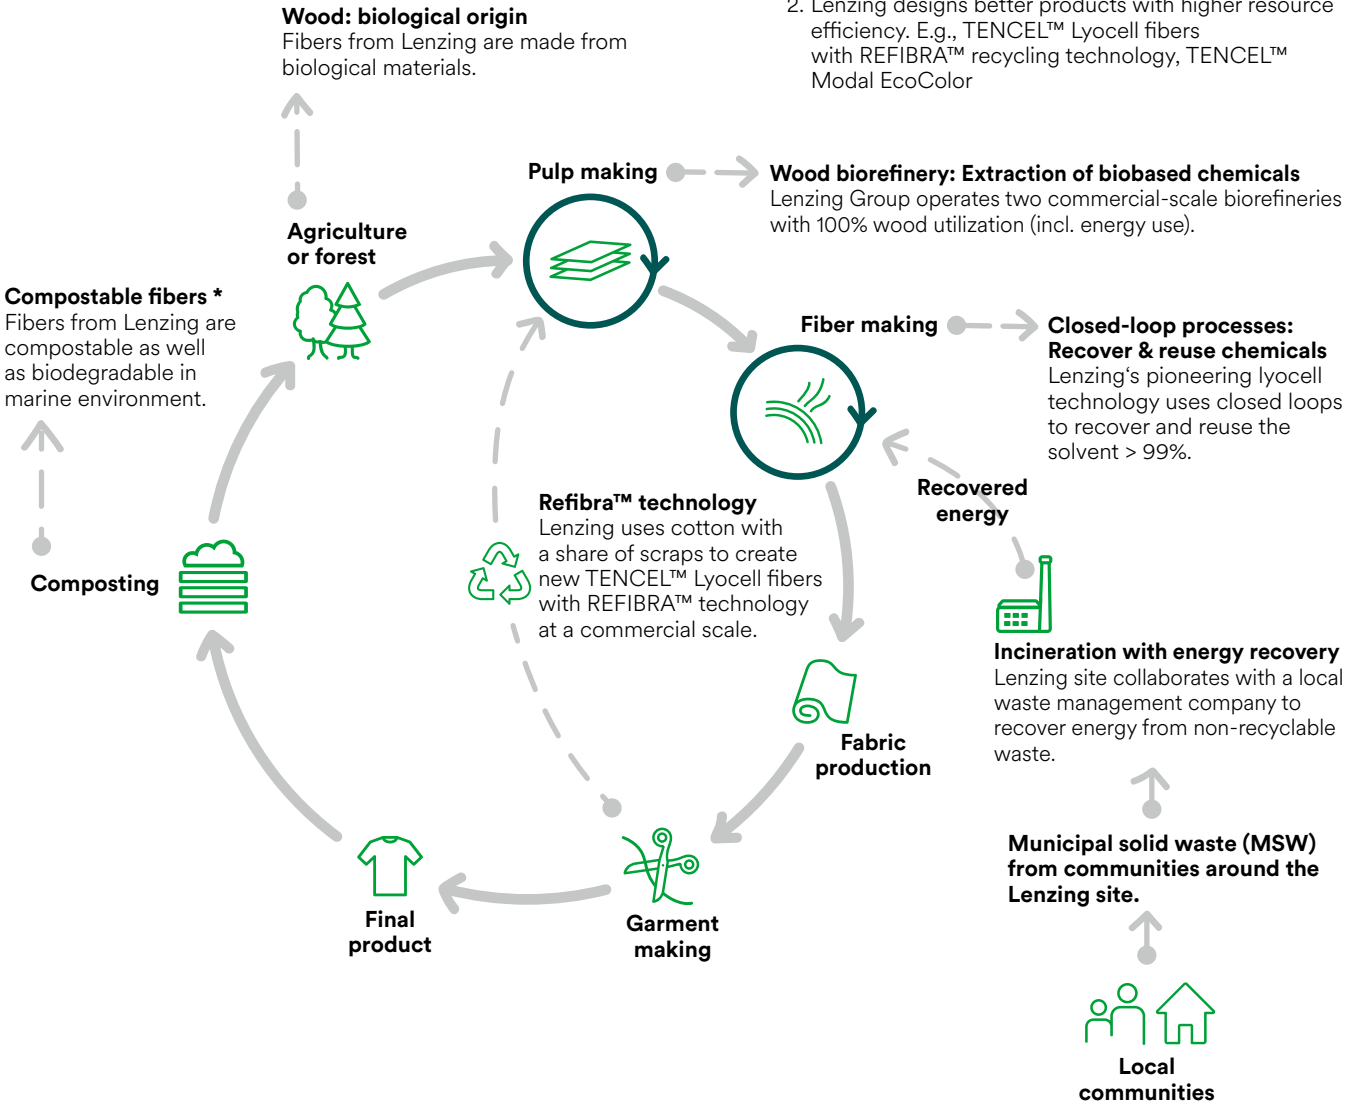 2. Lenzing designs better products with higher resource
efficiency. E.g., TENCEL™ Lyocell fibers
with REFIBRA™ recycling technology, TENCEL™
Modal EcoColor
Wood: biological origin
Fibers from Lenzing are made from
biological materials.
Pulp making
Wood biorefinery: Extraction of biobased chemicals
Lenzing Group operates two commercial-scale biorefineries
with 100% wood utilization (incl. energy use).
Agriculture
or forest
Compostable fibers *
Fibers from Lenzing are
compostable as well
as biodegradable in
marine environment.
Fiber making
Closed-loop processes:
Recover & reuse chemicals
Lenzing‘s pioneering lyocell
technology uses closed loops
to recover and reuse the
solvent > 99%.
Recovered
energy
Refibra™ technology
Lenzing uses cotton with
a share of scraps to create
new TENCEL™ Lyocell fibers
with REFIBRA™ technology
at a commercial scale.
Composting
Incineration with energy recovery
Lenzing site collaborates with a local
waste management company to
recover energy from non-recyclable
waste.
Fabric
production
Municipal solid waste (MSW)
from communities around the
Lenzing site.
Final
product
Garment
making
Local
communities